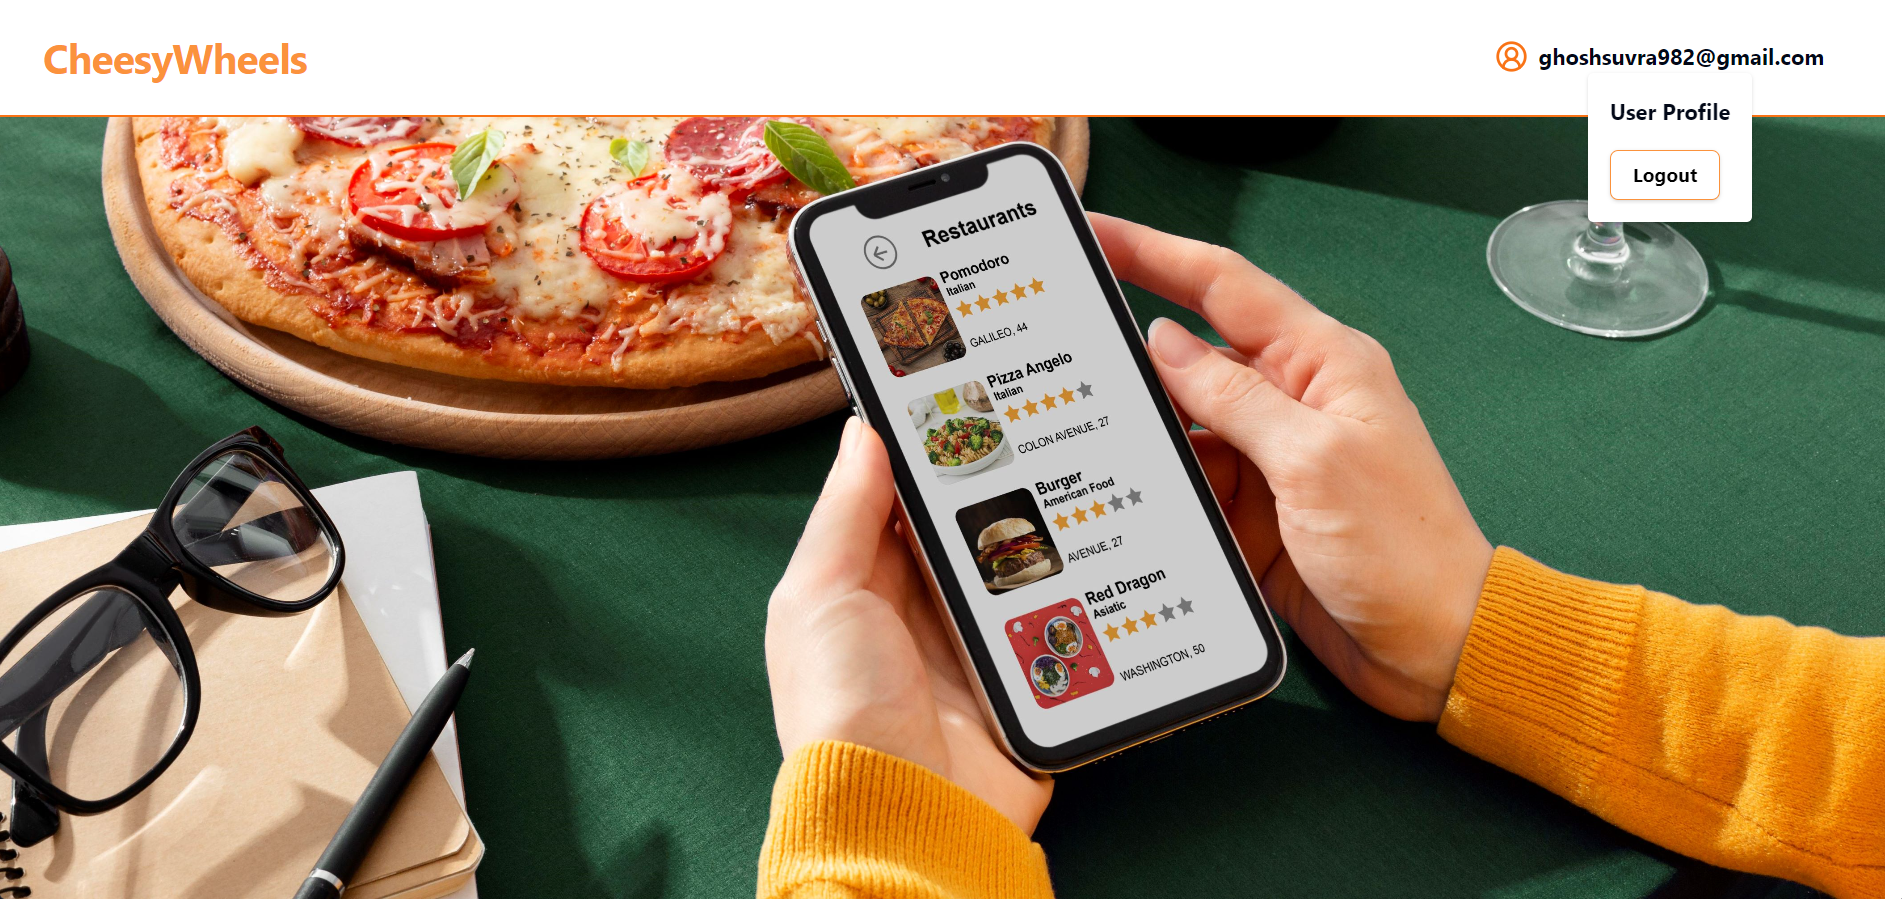 CheesyWheels
ghoshsuvra982@gmail.com
User Profile
Logout
Restaurants
Pomodoro
Italian
GALILEO, 44
Pizza Angelo
Italian
COLON AVENUE, 27
Burger
American Food
AVENUE, 27
Red Dragon
Asiatic
WASHINGTON, 50